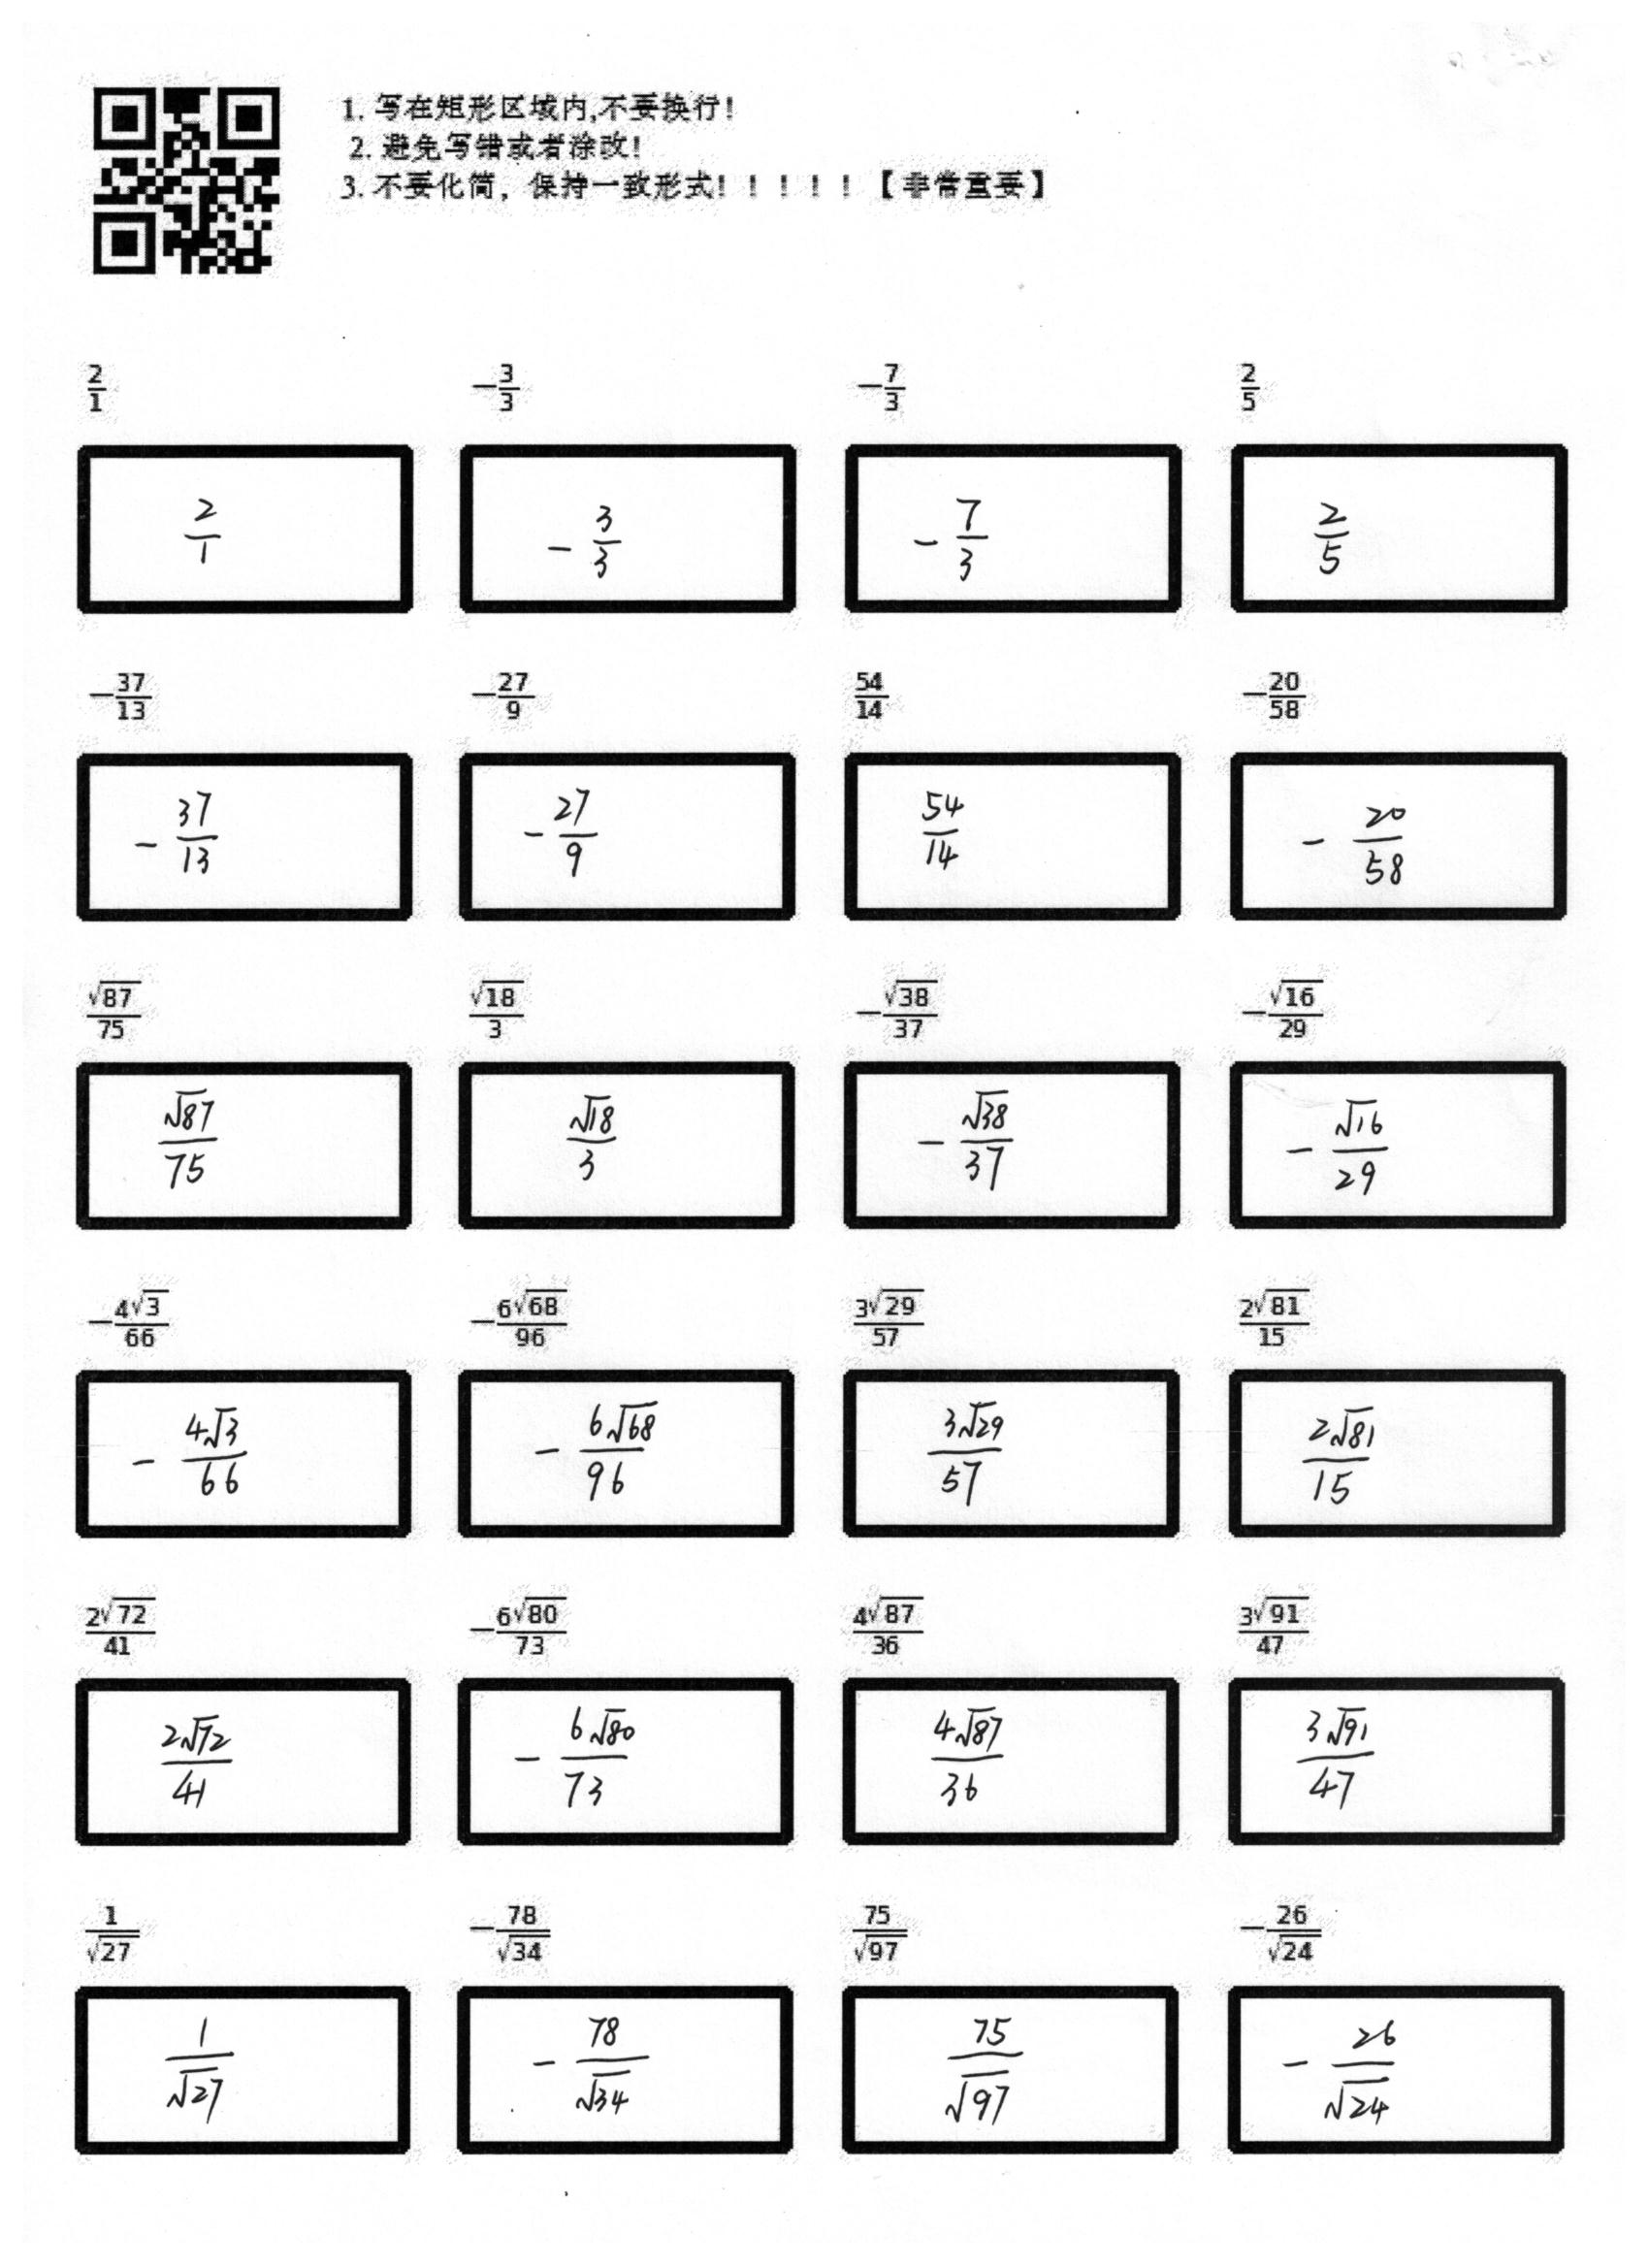 1. 写在矩形区域内,不要换行!
2. 避免写错或者涂改!
3. 不要化简，保持一致形式！！！！！【非常重要】
$\frac{2}{1}$ $-\frac{3}{3}$ $-\frac{7}{3}$ $\frac{2}{5}$
$\frac{2}{1}$ $-\frac{3}{3}$ $-\frac{7}{3}$ $\frac{2}{5}$
$-\frac{37}{13}$ $-\frac{27}{9}$ $\frac{54}{14}$ $-\frac{20}{58}$
$-\frac{37}{13}$ $-\frac{27}{9}$ $\frac{54}{14}$ $-\frac{20}{58}$
$\frac{\sqrt{87}}{75}$ $\frac{\sqrt{18}}{3}$ $-\frac{\sqrt{38}}{37}$ $-\frac{\sqrt{16}}{29}$
$\frac{\sqrt{87}}{75}$ $\frac{\sqrt{18}}{3}$ $-\frac{\sqrt{38}}{37}$ $-\frac{\sqrt{16}}{29}$
$-\frac{4\sqrt{3}}{66}$ $-\frac{6\sqrt{68}}{96}$ $\frac{3\sqrt{29}}{57}$ $\frac{2\sqrt{81}}{15}$
$-\frac{4\sqrt{3}}{66}$ $-\frac{6\sqrt{68}}{96}$ $\frac{3\sqrt{29}}{57}$ $\frac{2\sqrt{81}}{15}$
$\frac{2\sqrt{72}}{41}$ $-\frac{6\sqrt{80}}{73}$ $\frac{4\sqrt{87}}{36}$ $\frac{3\sqrt{91}}{47}$
$\frac{2\sqrt{72}}{41}$ $-\frac{6\sqrt{80}}{73}$ $\frac{4\sqrt{87}}{36}$ $\frac{3\sqrt{91}}{47}$
$\frac{1}{\sqrt{27}}$ $-\frac{78}{\sqrt{34}}$ $\frac{75}{\sqrt{97}}$ $-\frac{26}{\sqrt{24}}$
$\frac{1}{\sqrt{27}}$ $-\frac{78}{\sqrt{34}}$ $\frac{75}{\sqrt{97}}$ $-\frac{26}{\sqrt{24}}$